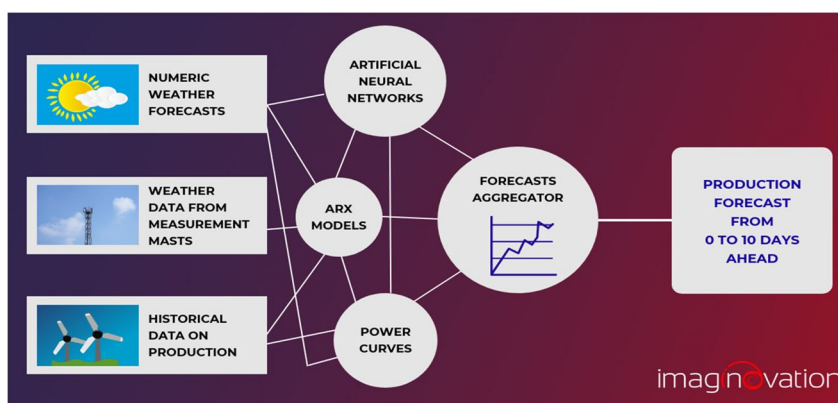 NUMERIC
WEATHER
FORECASTS
WEATHER
DATA FROM
MEASUREMENT
MASTS
HISTORICAL
DATA ON
PRODUCTION
ARTIFICIAL
NEURAL
NETWORKS
ARX
MODELS
POWER
CURVES
FORECASTS
AGGREGATOR
PRODUCTION
FORECAST
FROM
0 TO 10 DAYS
AHEAD
imaginovation